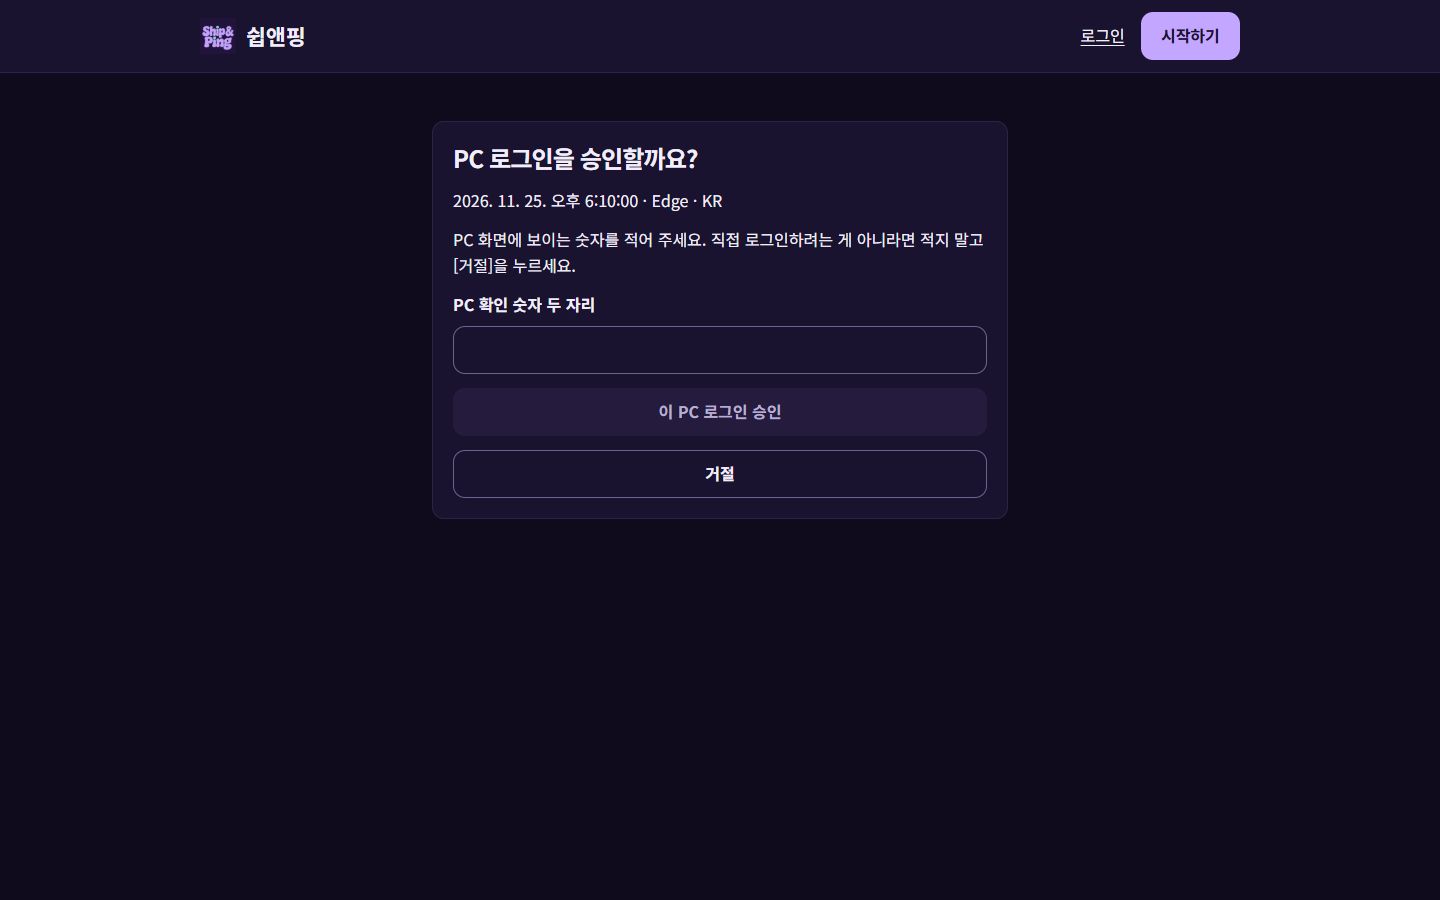 Ship&
Ping
쉽앤핑
로그인
시작하기
PC 로그인을 승인할까요?
2026. 11. 25. 오후 6:10:00 · Edge · KR
PC 화면에 보이는 숫자를 적어 주세요. 직접 로그인하려는 게 아니라면 적지 말고
[거절]을 누르세요.
PC 확인 숫자 두 자리
이 PC 로그인 승인
거절